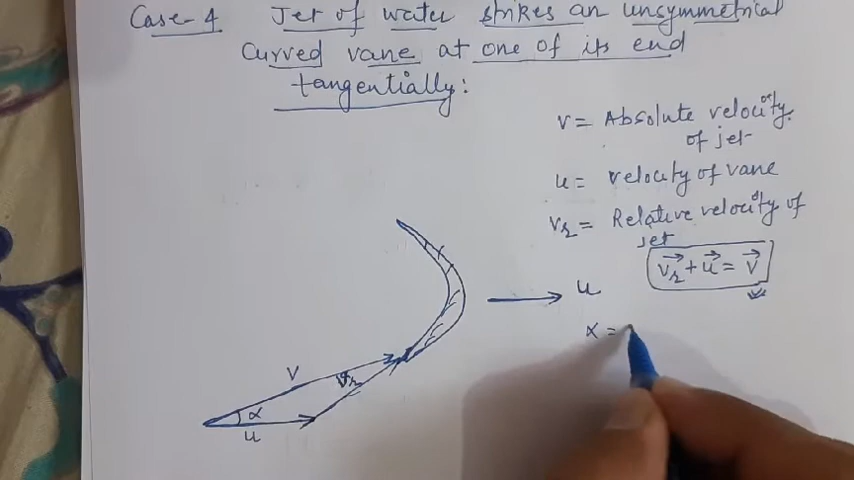 Case-4 Jet of water strikes an unsymmetrical
curved vane at one of its end
tangentially:
V = Absolute velocity
of jet
u = velocity of vane
Vr = Relative velocity of
jet
Vr + u = V
u
α =
V
Vr
α
u